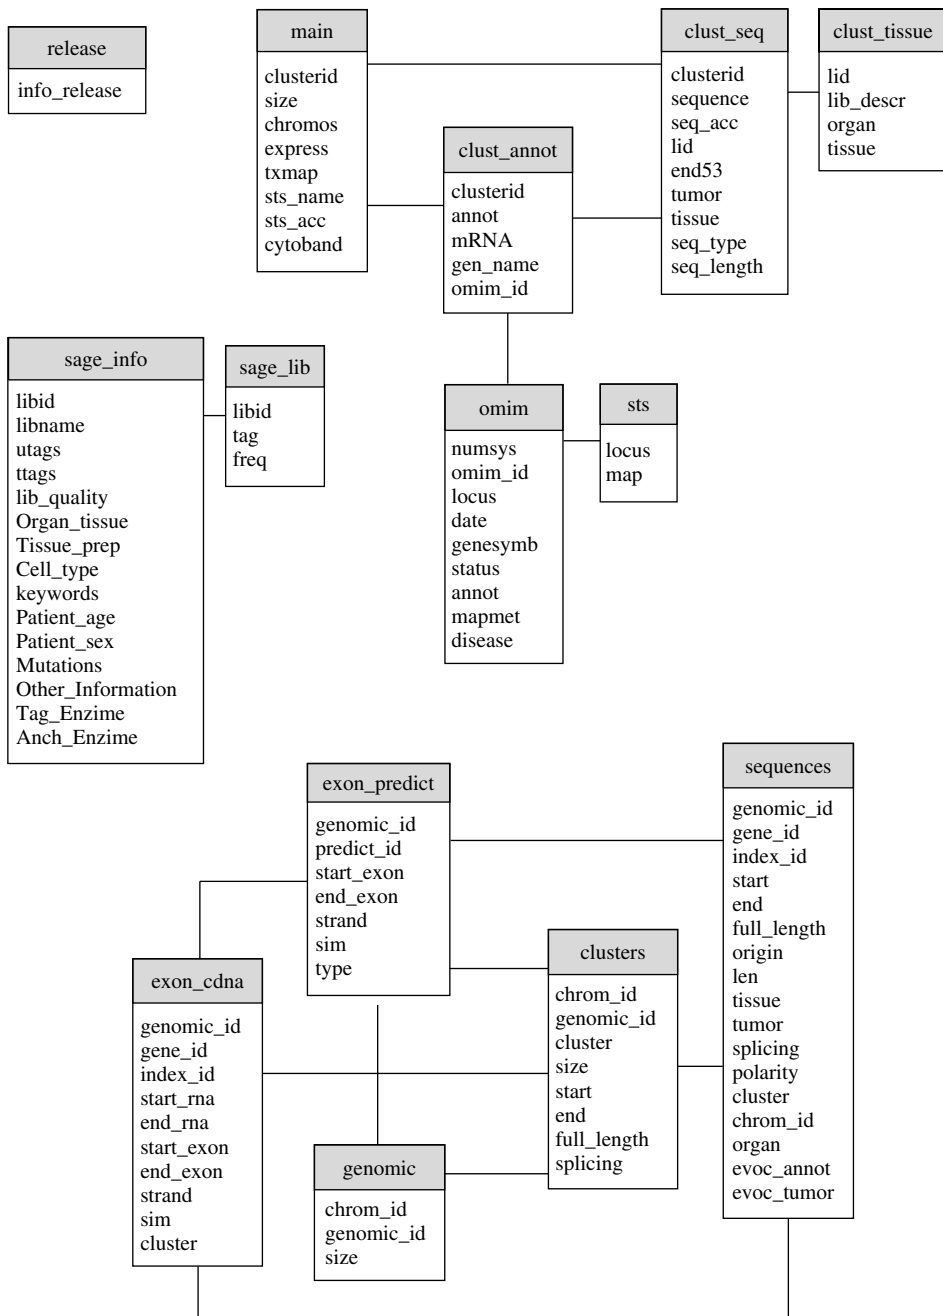 release
info_release
main
clusterid
size
chromos
express
txmap
sts_name
sts_acc
cytoband
clust_annot
clusterid
annot
mRNA
gen_name
omim_id
clust_seq
clusterid
sequence
seq_acc
lid
end53
tumor
tissue
seq_type
seq_length
clust_tissue
lid
lib_descr
organ
tissue
sage_info
libid
libname
utags
ttags
lib_quality
Organ_tissue
Tissue_prep
Cell_type
keywords
Patient_age
Patient_sex
Mutations
Other_Information
Tag_Enzime
Anch_Enzime
sage_lib
libid
tag
freq
omim
numsys
omim_id
locus
date
genesymb
status
annot
mapmet
disease
sts
locus
map
exon_predict
genomic_id
predict_id
start_exon
end_exon
strand
sim
type
sequences
genomic_id
gene_id
index_id
start
end
full_length
origin
len
tissue
tumor
splicing
polarity
cluster
chrom_id
organ
evoc_annot
evoc_tumor
exon_cdna
genomic_id
gene_id
index_id
start_rna
end_rna
start_exon
end_exon
strand
sim
cluster
clusters
chrom_id
genomic_id
cluster
size
start
end
full_length
splicing
genomic
chrom_id
genomic_id
size